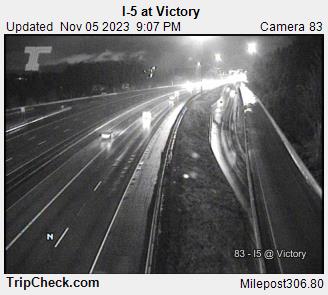 I-5 at Victory
Updated Nov 05 2023 9:07 PM Camera 83
T
N
83 - I5 @ Victory
TripCheck.com Milepost306.80